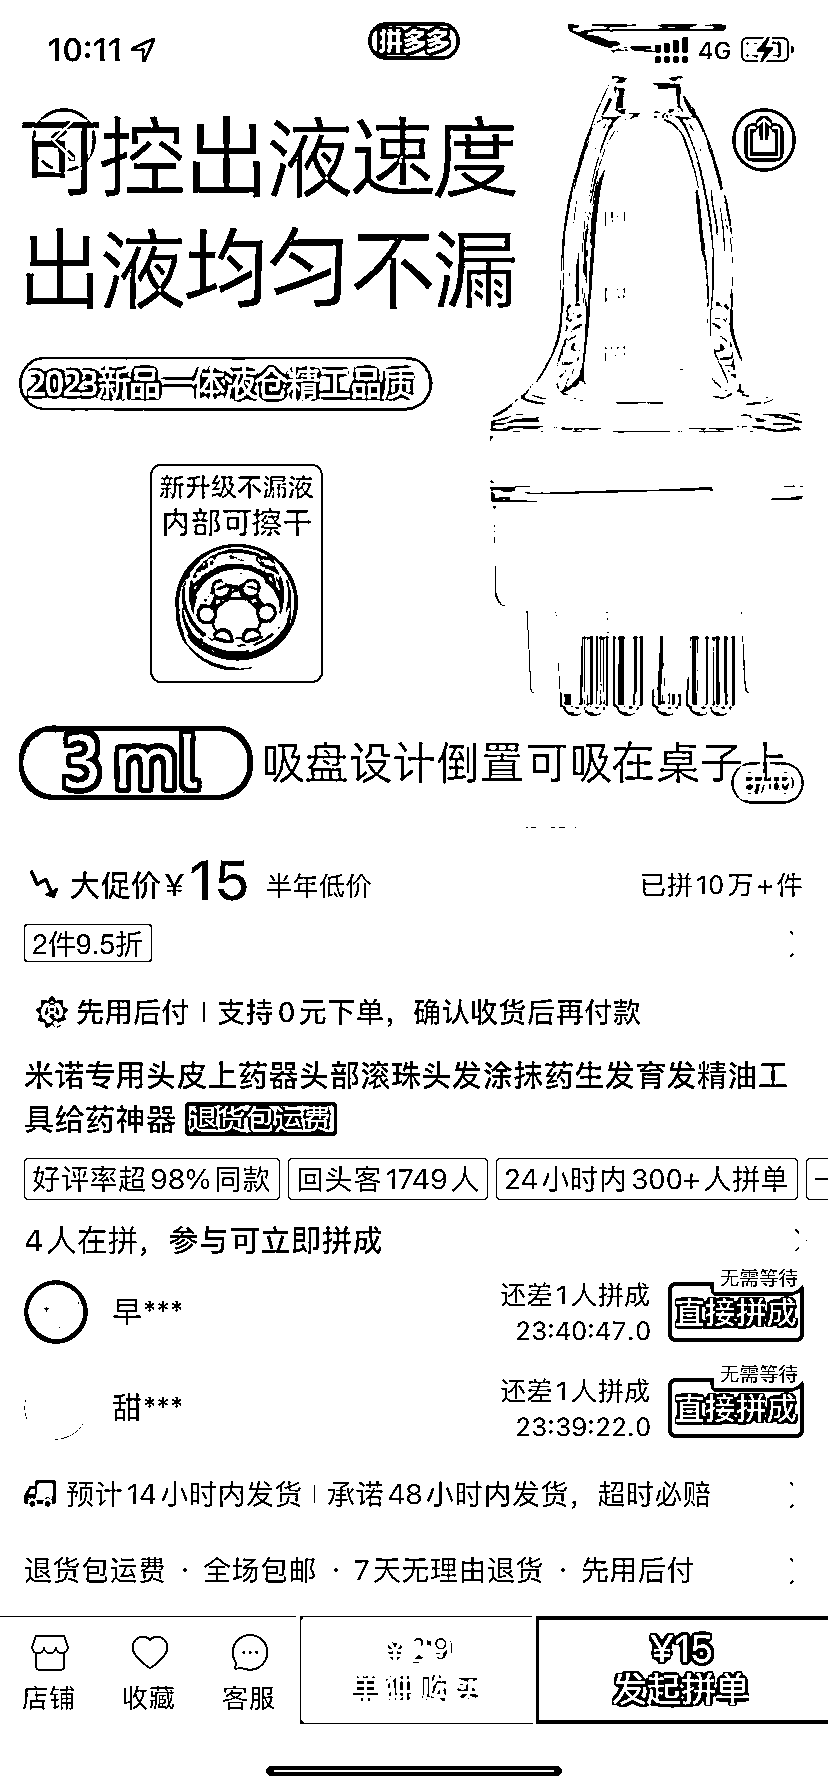 10:11
拼多多
4G
可控出液速度
出液均匀不漏
2023新品一体液仓精工品质
新升级不漏液
内部可擦干
3ml
吸盘设计倒置可吸在桌子上
大促价¥15 半年低价
已拼10万+件
2件9.5折
先用后付 | 支持0元下单，确认收货后再付款
米诺专用头皮上药器头部滚珠头发涂抹药生发育发精油工
具给药神器 退货包运费
好评率超98%同款 回头客1749人 24小时内300+人拼单
4人在拼，参与可立即拼成
早***
还差1人拼成
23:40:47.0
无需等待
直接拼成
甜***
还差1人拼成
23:39:22.0
无需等待
直接拼成
预计14小时内发货 | 承诺48小时内发货，超时必赔
退货包运费 · 全场包邮 · 7天无理由退货 · 先用后付
店铺
收藏
客服
单独购买
¥15
发起拼单